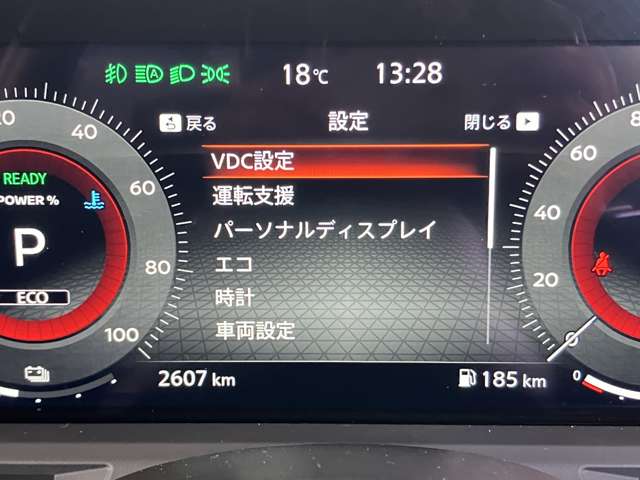 18℃ 13:28
戻る 設定 閉じる
VDC設定
運転支援
パーソナルディスプレイ
エコ
時計
車両設定
20
40
60
80
100
READY
POWER %
P
ECO
60
40
20
0
2607 km
185 km
0